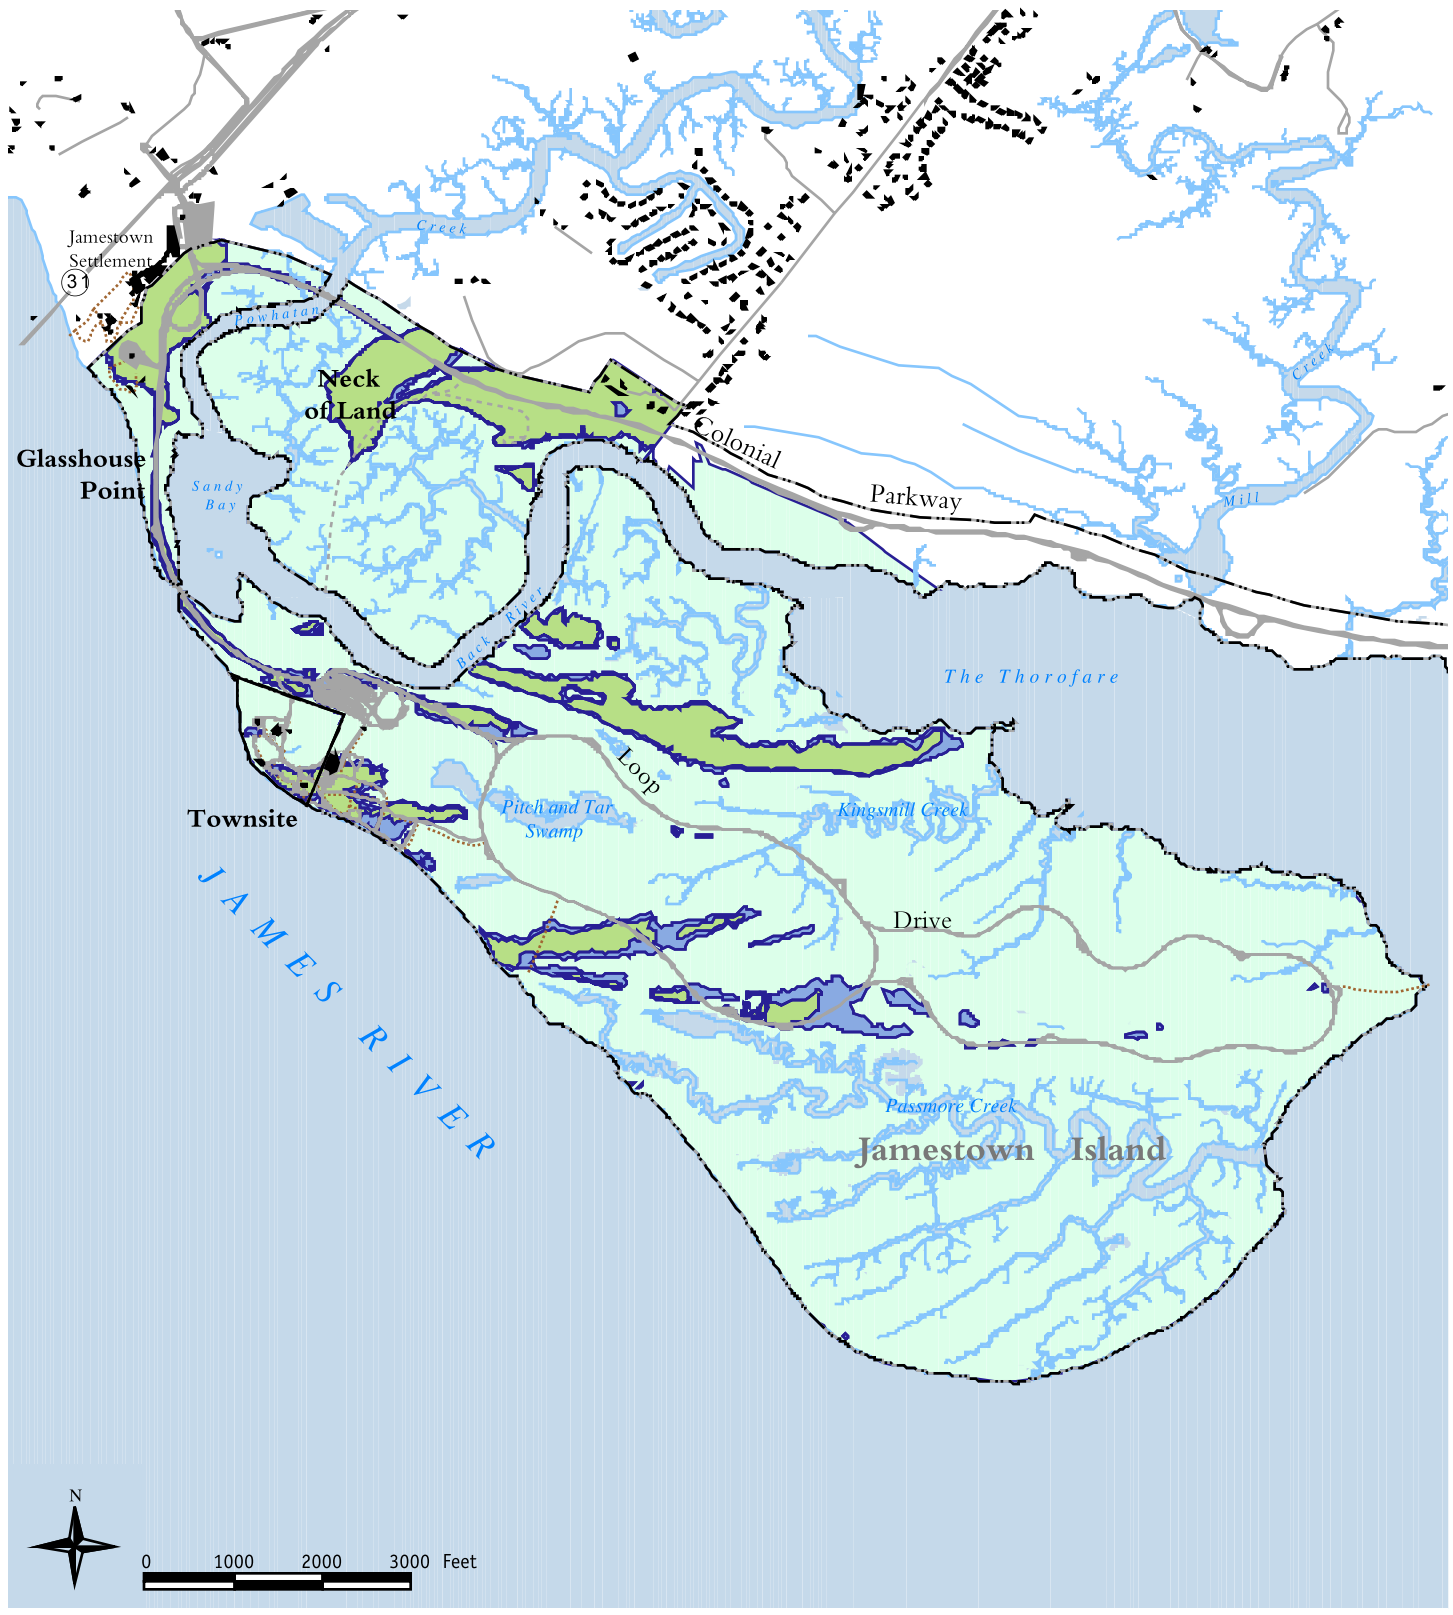 Jamestown
Settlement
31
Creek
Powhatan
Neck
of Land
Creek
Colonial
Parkway
Mill
Glasshouse
Point
Sandy
Bay
Back River
The Thorofare
Loop
Pitch and Tar
Swamp
Kingsmill Creek
Townsite
Drive
JAMES RIVER
Passmore Creek
Jamestown Island
N
0 1000 2000 3000 Feet